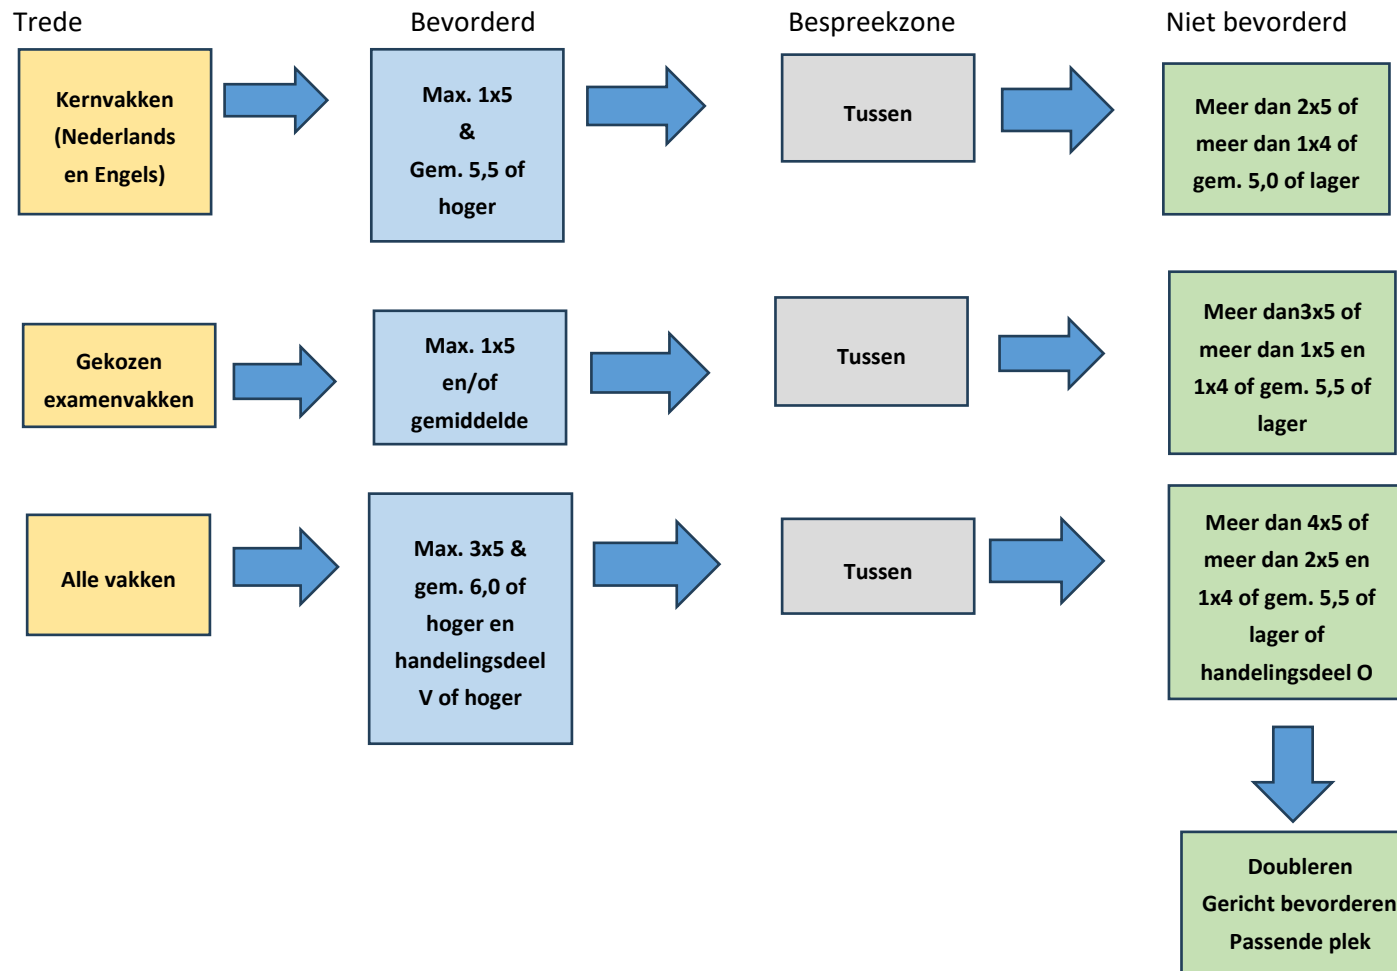 Trede
Bevorderd
Bespreekzone
Niet bevorderd
Kernvakken
(Nederlands
en Engels)
Max. 1x5
&
Gem. 5,5 of
hoger
Tussen
Meer dan 2x5 of
meer dan 1x4 of
gem. 5,0 of lager
Gekozen
examenvakken
Max. 1x5
en/of
gemiddelde
Tussen
Meer dan3x5 of
meer dan 1x5 en
1x4 of gem. 5,5 of
lager
Alle vakken
Max. 3x5 &
gem. 6,0 of
hoger en
handelingsdeel
V of hoger
Tussen
Meer dan 4x5 of
meer dan 2x5 en
1x4 of gem. 5,5 of
lager of
handelingsdeel O
Doubleren
Gericht bevorderen
Passende plek